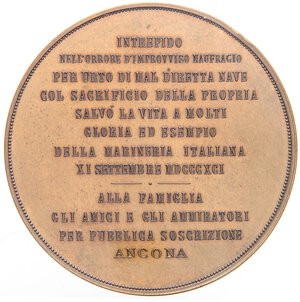 INTREPIDO
NELL'ORRORE D'IMPROVVISO NAUFRAGIO
PER URTO DI MAL DIRETTA NAVE
COL SACRIFICIO DELLA PROPRIA
SALVÒ LA VITA A MOLTI
GLORIA ED ESEMPIO
DELLA MARINERIA ITALIANA
XI SETTEMBRE MDCCCXCI
ALLA FAMIGLIA
GLI AMICI E GLI AMMIRATORI
PER PUBBLICA SOSCRIZIONE
ANCONA